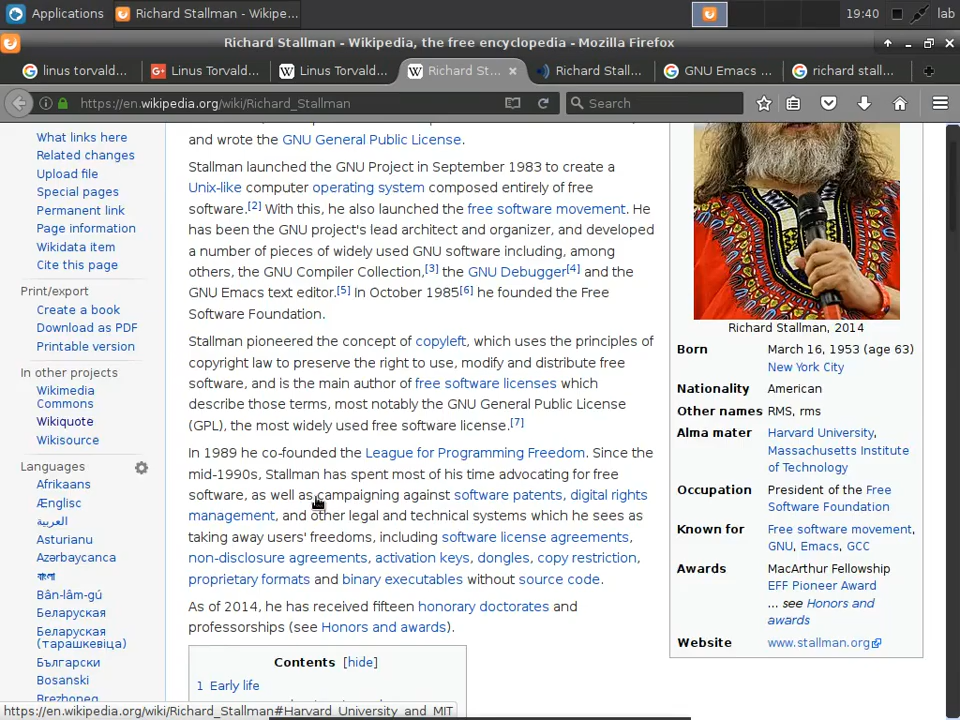 Applications
Richard Stallman - Wikipe...
19:40
lab
Richard Stallman - Wikipedia, the free encyclopedia - Mozilla Firefox
linus torvald...
Linus Torvald...
Linus Torvald...
Richard St...
Richard Stall...
GNU Emacs ...
richard stall...
https://en.wikipedia.org/wiki/Richard_Stallman
Search
What links here
Related changes
Upload file
Special pages
Permanent link
Page information
Wikidata item
Cite this page
Print/export
Create a book
Download as PDF
Printable version
In other projects
Wikimedia
Commons
Wikiquote
Wikisource
Languages
Afrikaans
Ænglisc
العربية
Asturianu
Azərbaycanca
বাংলা
Bân-lâm-gú
Беларуская
Беларуская
(тарашкевіца)
Български
Bosanski
Brezhoneg
and wrote the GNU General Public License.
Stallman launched the GNU Project in September 1983 to create a
Unix-like computer operating system composed entirely of free
software.[2] With this, he also launched the free software movement. He
has been the GNU project's lead architect and organizer, and developed
a number of pieces of widely used GNU software including, among
others, the GNU Compiler Collection,[3] the GNU Debugger[4] and the
GNU Emacs text editor.[5] In October 1985[6] he founded the Free
Software Foundation.
Stallman pioneered the concept of copyleft, which uses the principles of
copyright law to preserve the right to use, modify and distribute free
software, and is the main author of free software licenses which
describe those terms, most notably the GNU General Public License
(GPL), the most widely used free software license.[7]
In 1989 he co-founded the League for Programming Freedom. Since the
mid-1990s, Stallman has spent most of his time advocating for free
software, as well as campaigning against software patents, digital rights
management, and other legal and technical systems which he sees as
taking away users' freedoms, including software license agreements,
non-disclosure agreements, activation keys, dongles, copy restriction,
proprietary formats and binary executables without source code.
As of 2014, he has received fifteen honorary doctorates and
professorships (see Honors and awards).
Contents [hide]
1 Early life
Richard Stallman, 2014
Born March 16, 1953 (age 63)
New York City
Nationality American
Other names RMS, rms
Alma mater Harvard University,
Massachusetts Institute
of Technology
Occupation President of the Free
Software Foundation
Known for Free software movement,
GNU, Emacs, GCC
Awards MacArthur Fellowship
EFF Pioneer Award
... see Honors and
awards
Website www.stallman.org
https://en.wikipedia.org/wiki/Richard_Stallman#Harvard_University_and_MIT